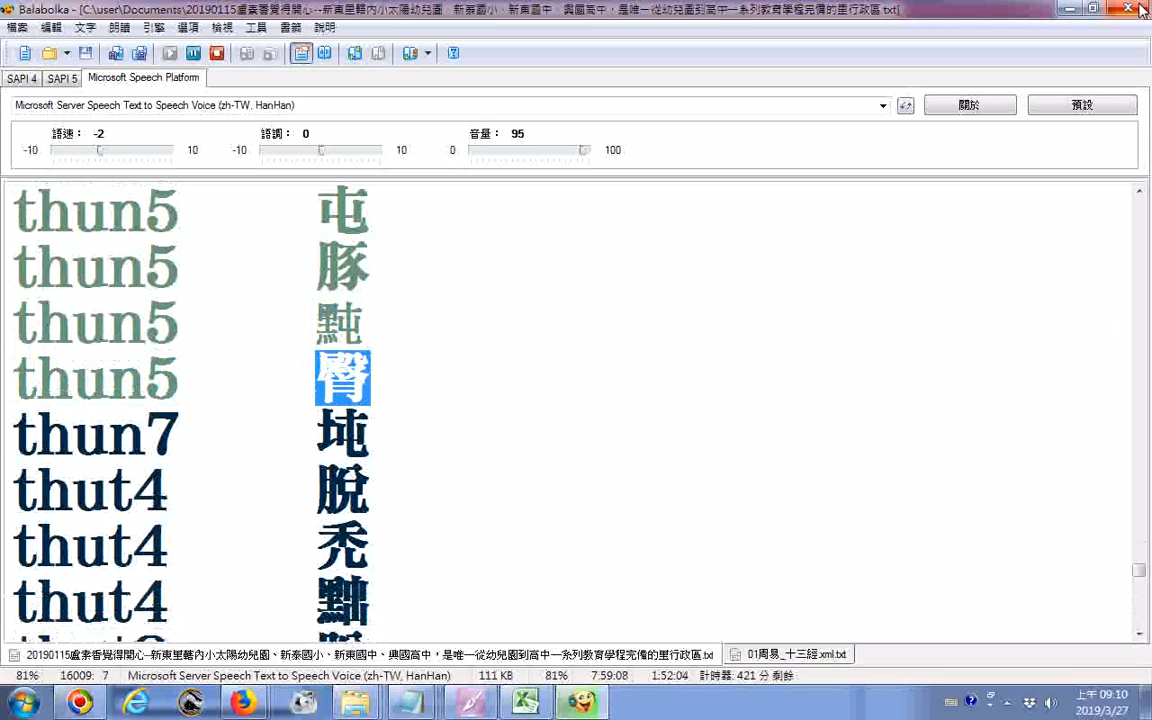 Balabolka - [C:\user\Documents\20190115盧素香覺得開心--新東里轄內小太陽幼兒園、新泰國小、新東國中、興國高中，是唯一從幼兒園到高中一系列教育學程完備的里行政區.txt]
檔案 編輯 文字 朗讀 引擎 選項 檢視 工具 書籤 說明
SAPI 4 SAPI 5 Microsoft Speech Platform
Microsoft Server Speech Text to Speech Voice (zh-TW, HanHan) 關於 預設
語速： -2 語調： 0 音量： 95
-10 10 -10 10 0 100
thun5 屯
thun5 豚
thun5 黗
thun5 臀
thun7 坉
thut4 脫
thut4 禿
thut4 黜
20190115盧素香覺得開心--新東里轄內小太陽幼兒園、新泰國小、新東國中、興國高中，是唯一從幼兒園到高中一系列教育學程完備的里行政區.txt 01周易_十三經.xml.txt
81% 16009: 7 Microsoft Server Speech Text to Speech Voice (zh-TW, HanHan) 111 KB 81% 7:59:08 1:52:04 計時器: 421 分 剩餘
上午 09:10
2019/3/27